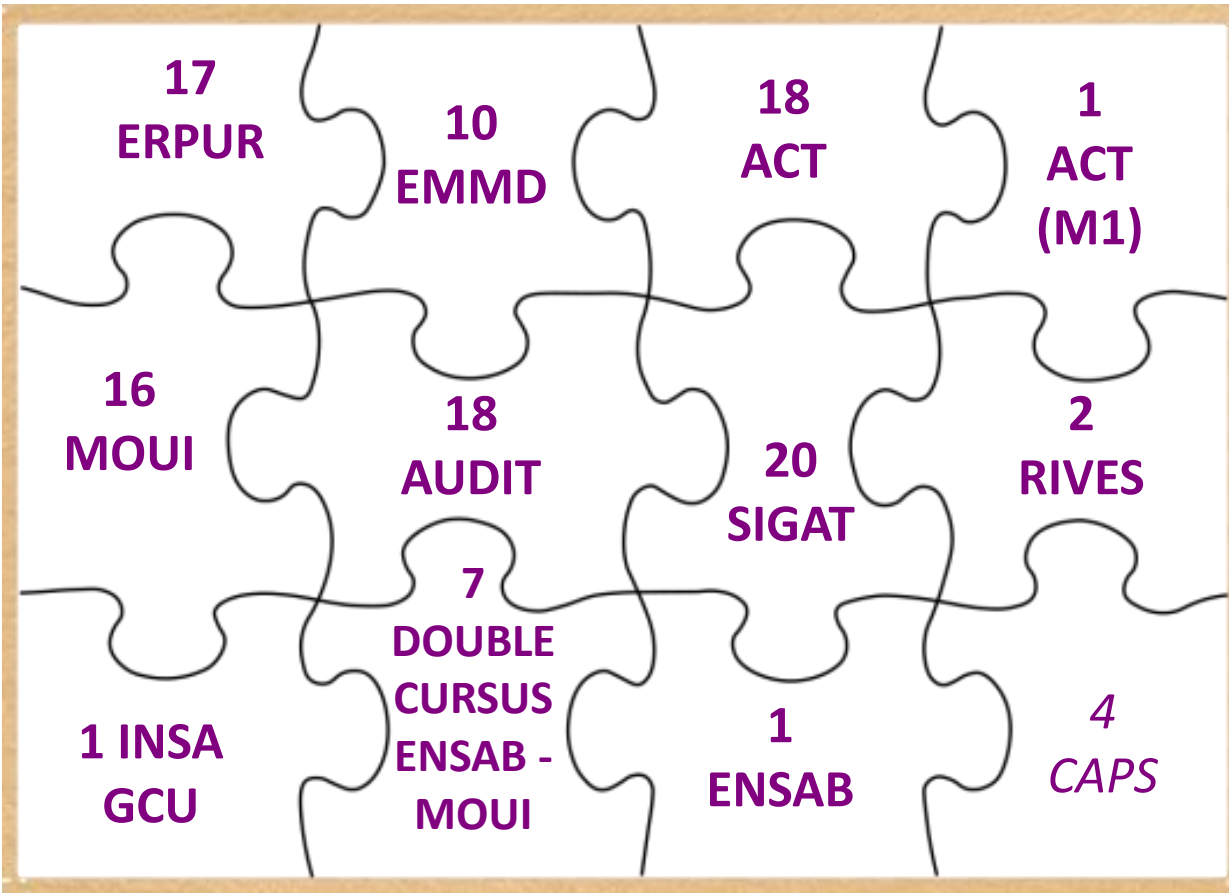 17
ERPUR
10
EMMD
18
ACT
1
ACT
(M1)
16
MOUI
18
AUDIT
20
SIGAT
2
RIVES
1 INSA
GCU
7
DOUBLE
CURSUS
ENSAB -
MOUI
1
ENSAB
4
CAPS